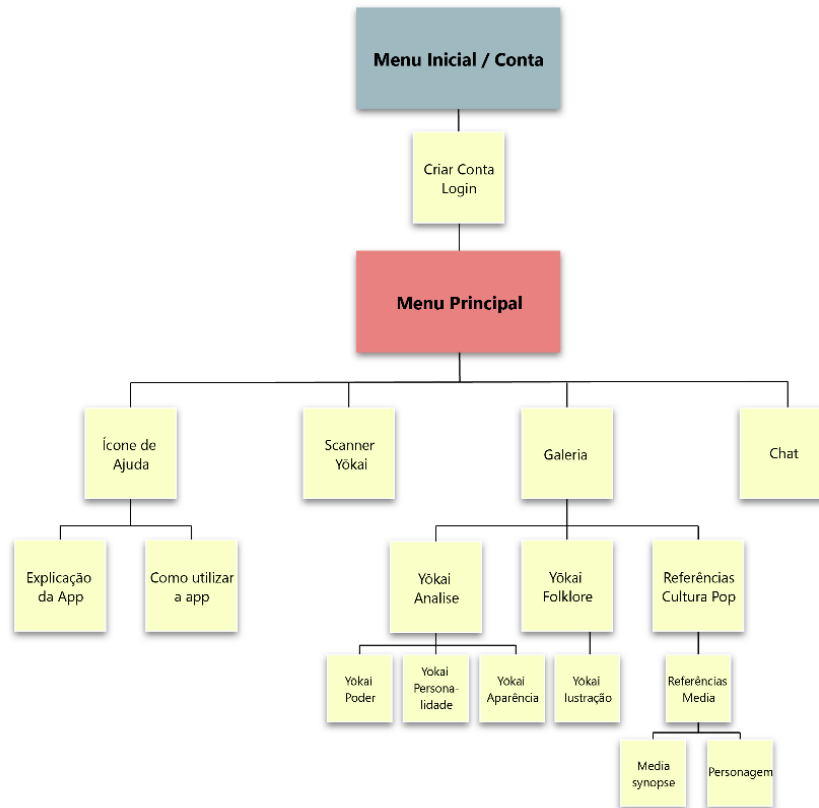 Menu Inicial / Conta
Criar Conta
Login
Menu Principal
Ícone de
Ajuda
Scanner
Yōkai
Galeria
Chat
Explicação
da App
Como utilizar
a app
Yōkai
Analise
Yōkai
Folklore
Referências
Cultura Pop
Yōkai
Poder
Yōkai
Persona-
lidade
Yōkai
Aparência
Yōkai
Iustração
Referências
Media
Media
synopse
Personagem